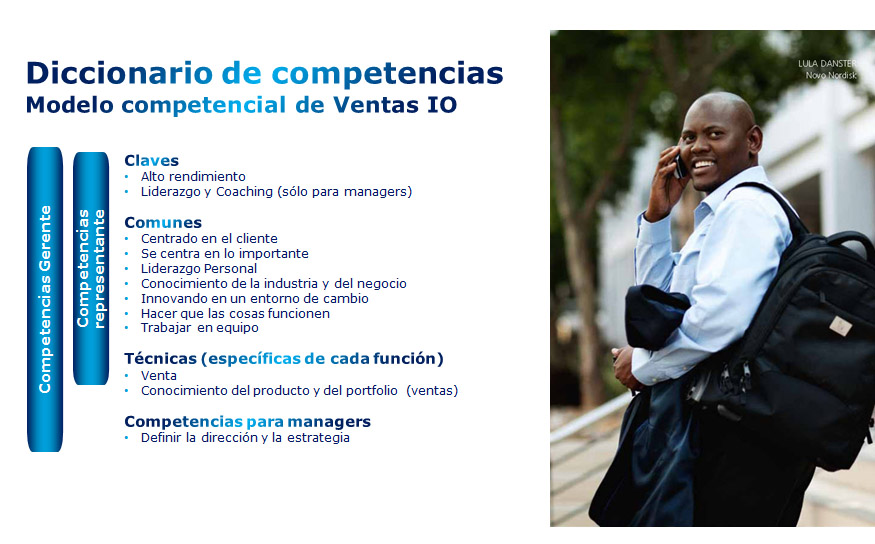 Diccionario de competencias
Modelo competencial de Ventas IO
LULA DANSTER
Novo Nordisk
Competencias Gerente
Competencias
representante
Claves
• Alto rendimiento
• Liderazgo y Coaching (sólo para managers)
Comunes
• Centrado en el cliente
• Se centra en lo importante
• Liderazgo Personal
• Conocimiento de la industria y del negocio
• Innovando en un entorno de cambio
• Hacer que las cosas funcionen
• Trabajar en equipo
Técnicas (específicas de cada función)
• Venta
• Conocimiento del producto y del portfolio (ventas)
Competencias para managers
• Definir la dirección y la estrategia